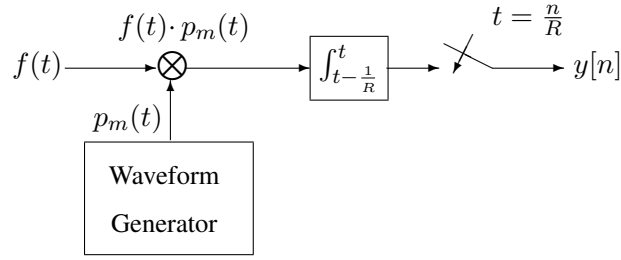 t = n/R
f(t)· p_m(t)
f(t)
∫_{t−1/R}^{t}
y[n]
p_m(t)
Waveform
Generator